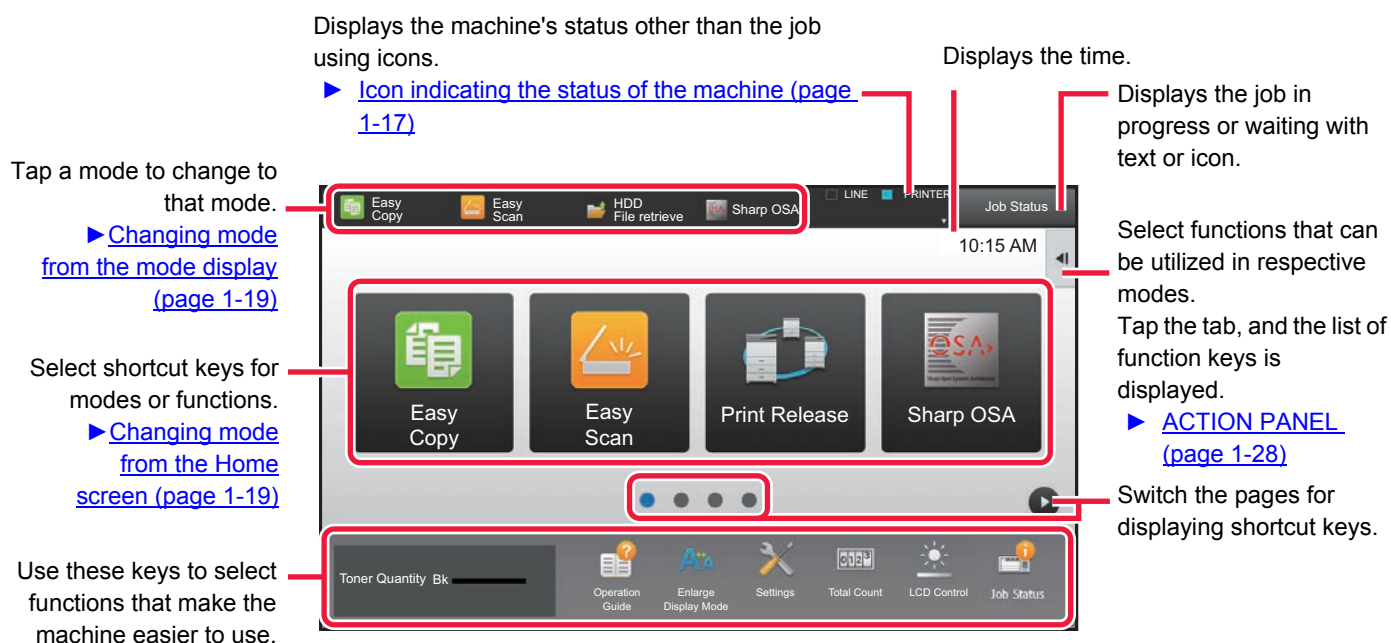 Displays the machine's status other than the job
using icons.
► Icon indicating the status of the machine (page
1-17)
Displays the time.
Displays the job in
progress or waiting with
text or icon.
Tap a mode to change to
that mode.
►Changing mode
from the mode display
(page 1-19)
Easy
Copy
Easy
Scan
HDD
File retrieve
Sharp OSA
LINE
PRINTER
Job Status
10:15 AM
Select functions that can
be utilized in respective
modes.
Tap the tab, and the list of
function keys is
displayed.
► ACTION PANEL
(page 1-28)
Select shortcut keys for
modes or functions.
►Changing mode
from the Home
screen (page 1-19)
Easy
Copy
Easy
Scan
Print Release
OSA
Sharp Open Systems Architecture
Sharp OSA
Switch the pages for
displaying shortcut keys.
Use these keys to select
functions that make the
machine easier to use.
Toner Quantity Bk
Operation
Guide
Enlarge
Display Mode
Settings
Total Count
LCD Control
Job Status